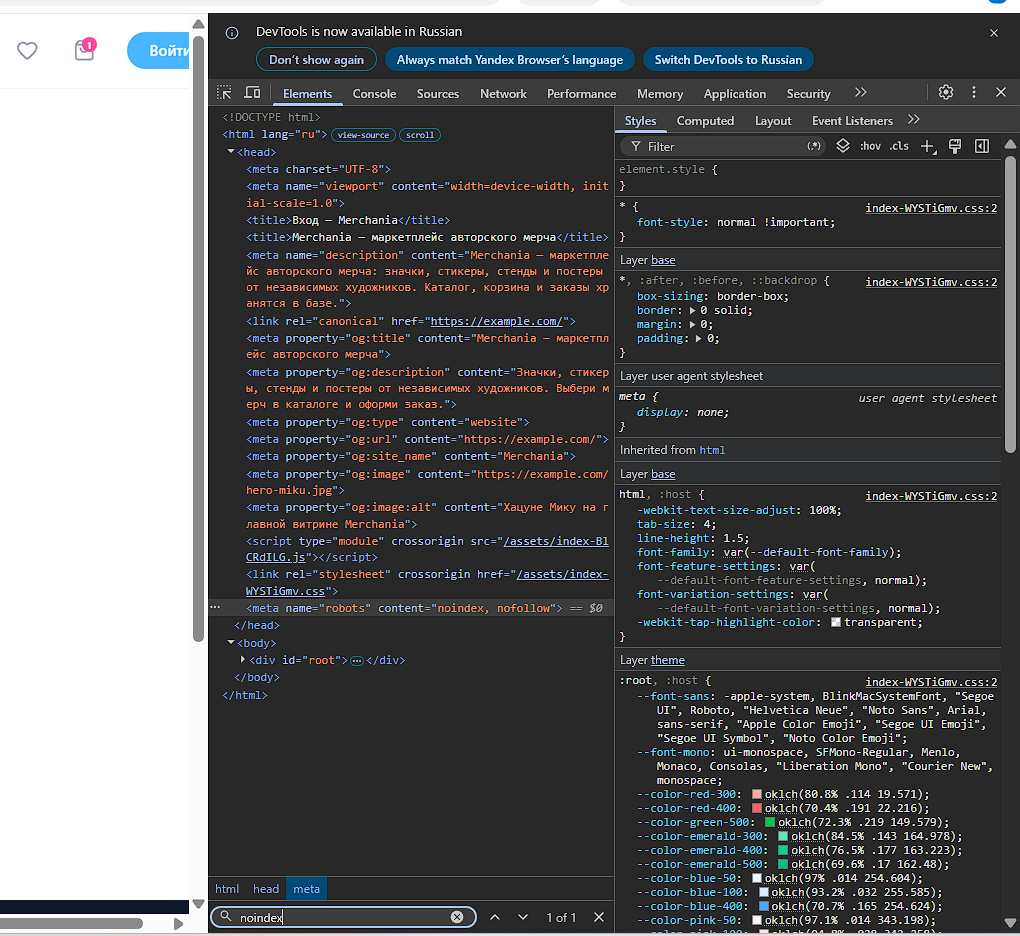 1
Войти
DevTools is now available in Russian
Don't show again
Always match Yandex Browser's language
Switch DevTools to Russian
Elements Console Sources Network Performance Memory Application Security
<!DOCTYPE html>
<html lang="ru"> view-source scroll
<head>
<meta charset="UTF-8">
<meta name="viewport" content="width=device-width, init
ial-scale=1.0">
<title>Вход — Merchania</title>
<title>Merchania — маркетплейс авторского мерча</title>
<meta name="description" content="Merchania — маркетпле
йс авторского мерча: значки, стикеры, стенды и постеры
от независимых художников. Каталог, корзина и заказы хр
анятся в базе.">
<link rel="canonical" href="https://example.com/">
<meta property="og:title" content="Merchania — маркетпл
ейс авторского мерча">
<meta property="og:description" content="Значки, стикер
ы, стенды и постеры от независимых художников. Выбери м
ерч в каталоге и оформи заказ.">
<meta property="og:type" content="website">
<meta property="og:url" content="https://example.com/">
<meta property="og:site_name" content="Merchania">
<meta property="og:image" content="https://example.com/
hero-miku.jpg">
<meta property="og:image:alt" content="Хацуне Мику на г
лавной витрине Merchania">
<script type="module" crossorigin src="/assets/index-Bl
CRdILG.js"></script>
<link rel="stylesheet" crossorigin href="/assets/index-
WYSTiGmv.css">
<meta name="robots" content="noindex, nofollow"> == $0
</head>
<body>
<div id="root"> … </div>
</body>
</html>
html head meta
noindex
1 of 1
Styles Computed Layout Event Listeners
Filter
(.*)
:hov .cls
element.style {
}
* { index-WYSTiGmv.css:2
font-style: normal !important;
}
Layer base
*, :after, :before, ::backdrop { index-WYSTiGmv.css:2
box-sizing: border-box;
border: 0 solid;
margin: 0;
padding: 0;
}
Layer user agent stylesheet
meta { user agent stylesheet
display: none;
}
Inherited from html
Layer base
html, :host { index-WYSTiGmv.css:2
-webkit-text-size-adjust: 100%;
tab-size: 4;
line-height: 1.5;
font-family: var(--default-font-family);
font-feature-settings: var(
--default-font-feature-settings, normal);
font-variation-settings: var(
--default-font-variation-settings, normal);
-webkit-tap-highlight-color: transparent;
}
Layer theme
:root, :host { index-WYSTiGmv.css:2
--font-sans: -apple-system, BlinkMacSystemFont, "Segoe
UI", Roboto, "Helvetica Neue", "Noto Sans", Arial,
sans-serif, "Apple Color Emoji", "Segoe UI Emoji",
"Segoe UI Symbol", "Noto Color Emoji";
--font-mono: ui-monospace, SFMono-Regular, Menlo,
Monaco, Consolas, "Liberation Mono", "Courier New",
monospace;
--color-red-300: oklch(80.8% .114 19.571);
--color-red-400: oklch(70.4% .191 22.216);
--color-green-500: oklch(72.3% .219 149.579);
--color-emerald-300: oklch(84.5% .143 164.978);
--color-emerald-400: oklch(76.5% .177 163.223);
--color-emerald-500: oklch(69.6% .17 162.48);
--color-blue-50: oklch(97% .014 254.604);
--color-blue-100: oklch(93.2% .032 255.585);
--color-blue-400: oklch(70.7% .165 254.624);
--color-pink-50: oklch(97.1% .014 343.198);